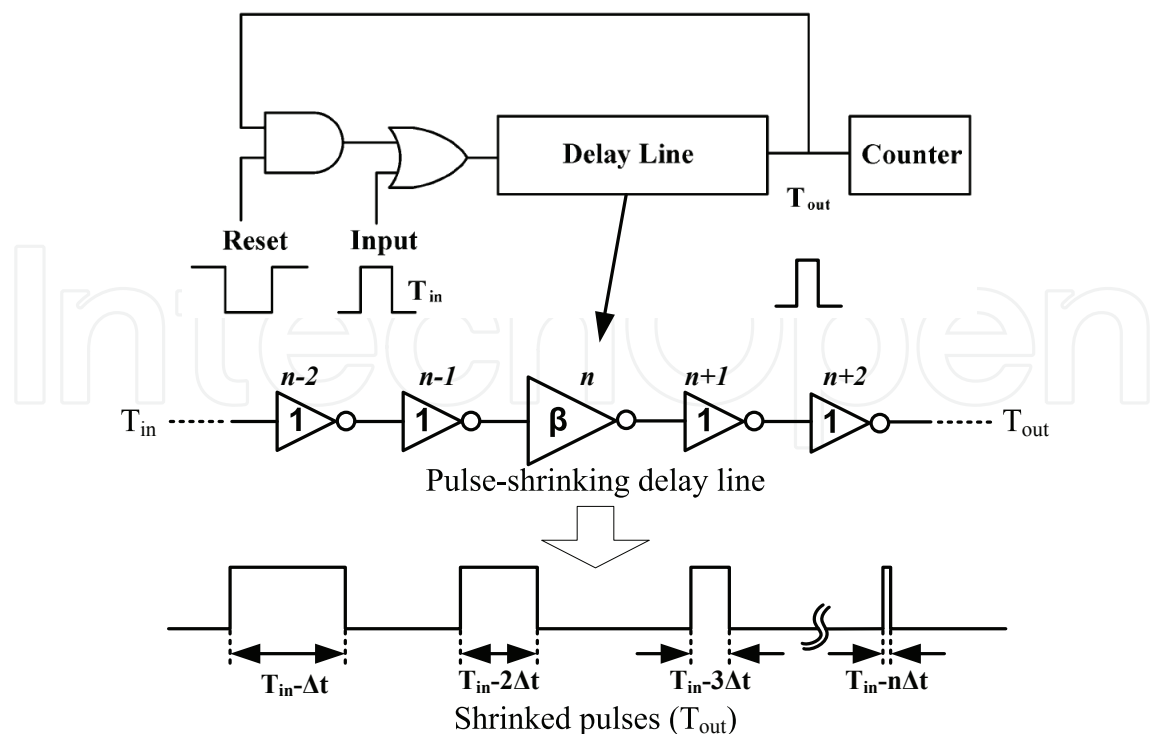 Delay Line
Counter
T_out
Reset
Input
T_in
IntechOpen
n-2
n-1
n
n+1
n+2
T_in
1
1
β
1
1
T_out
Pulse-shrinking delay line
T_in-Δt
T_in-2Δt
T_in-3Δt
T_in-nΔt
Shrinked pulses (T_out)